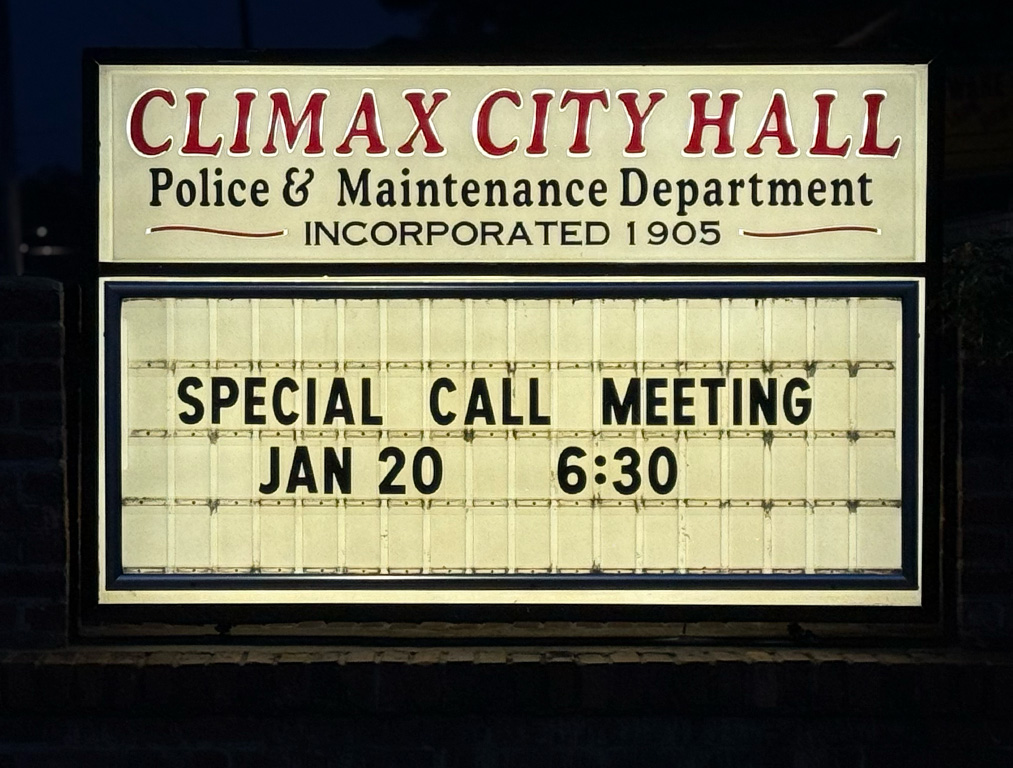 CLIMAX CITY HALL
Police & Maintenance Department
INCORPORATED 1905
SPECIAL CALL MEETING
JAN 20 6:30